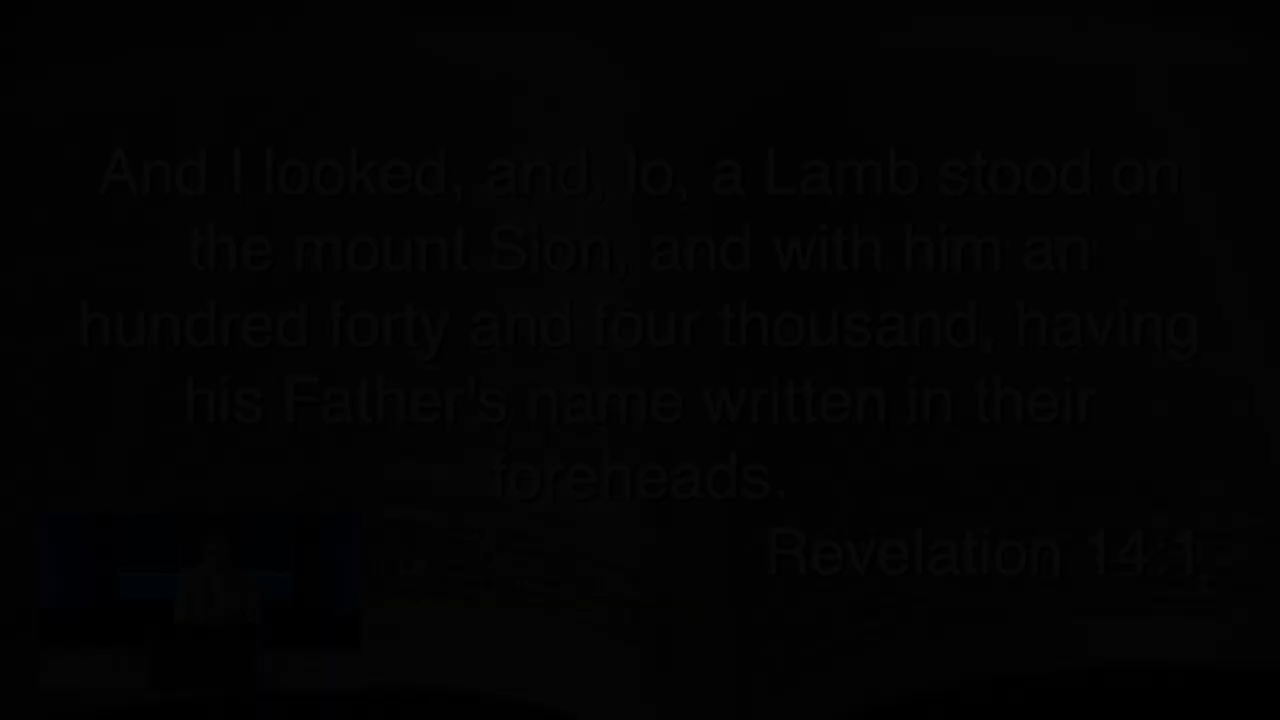 And I looked, and, lo, a Lamb stood on
the mount Sion, and with him an
hundred forty and four thousand, having
his Father's name written in their
foreheads.
Revelation 14:1